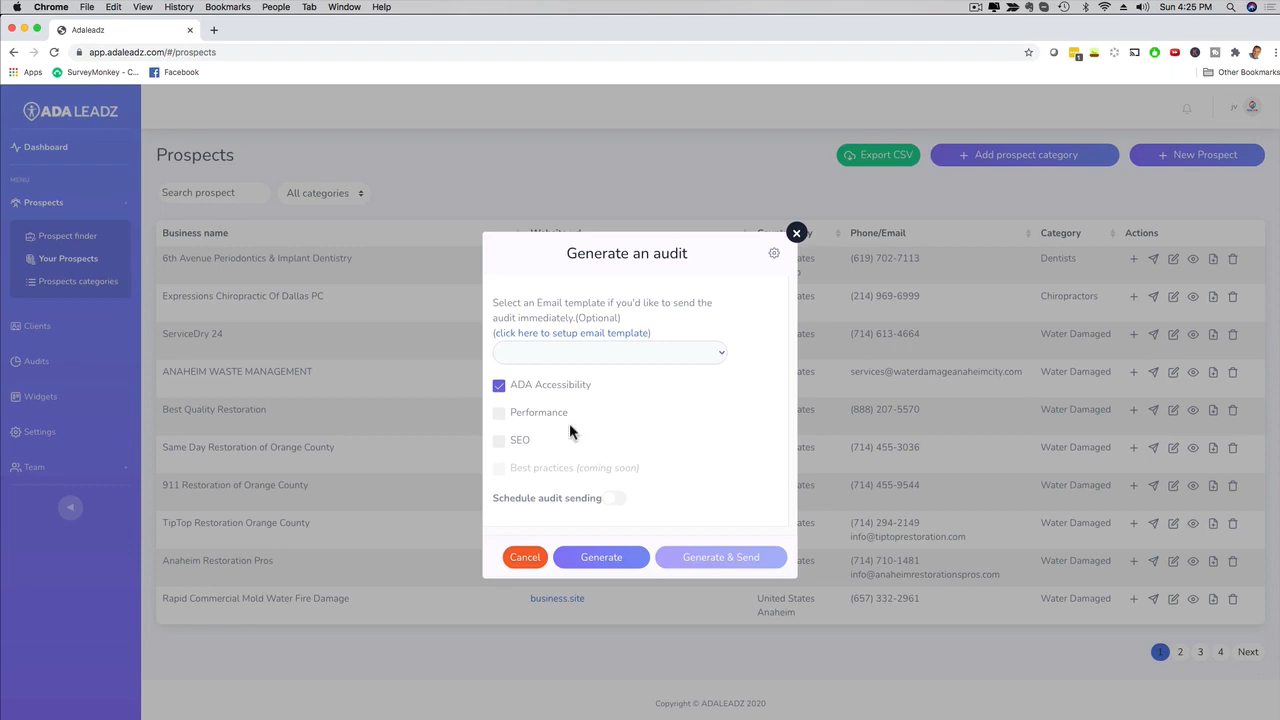 Chrome File Edit View History Bookmarks People Tab Window Help Sun 4:25 PM
Adaleadz
app.adaleadz.com/#/prospects
Apps SurveyMonkey - C... Facebook Other Bookmarks
ADA LEADZ
JV
Dashboard
MENU
Prospects
Prospect finder
Your Prospects
Prospects categories
Clients
Audits
Widgets
Settings
Team
Prospects
Export CSV
Add prospect category
New Prospect
Search prospect All categories
Business name Phone/Email Category Actions
6th Avenue Periodontics & Implant Dentistry (619) 702-7113 Dentists
Expressions Chiropractic Of Dallas PC (214) 969-6999 Chiropractors
ServiceDry 24 (714) 613-4664 Water Damaged
ANAHEIM WASTE MANAGEMENT services@waterdamageanaheimcity.com Water Damaged
Best Quality Restoration (888) 207-5570 Water Damaged
Same Day Restoration of Orange County (714) 455-3036 Water Damaged
911 Restoration of Orange County (714) 455-9544 Water Damaged
TipTop Restoration Orange County (714) 294-2149 Water Damaged
info@tiptoprestoration.com
Anaheim Restoration Pros (714) 710-1481 Water Damaged
info@anaheimrestorationspros.com
Rapid Commercial Mold Water Fire Damage business.site United States (657) 332-2961 Water Damaged
Anaheim
1 2 3 4 Next
Copyright © ADALEADZ 2020
Generate an audit
Select an Email template if you'd like to send the
audit immediately.(Optional)
(click here to setup email template)
ADA Accessibility
Performance
SEO
Best practices (coming soon)
Schedule audit sending
Cancel Generate Generate & Send